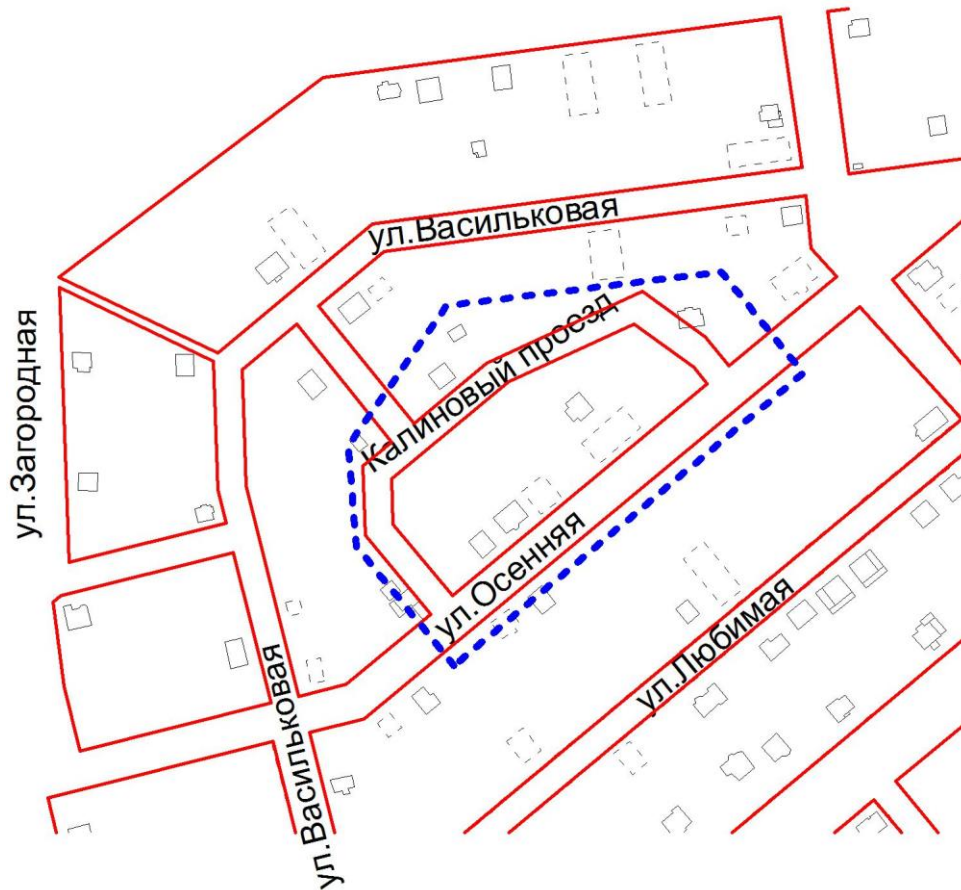 ул.Васильковая
Калиновый проезд
ул.Загородная
ул.Осенняя
ул.Любимая
ул.Васильковая